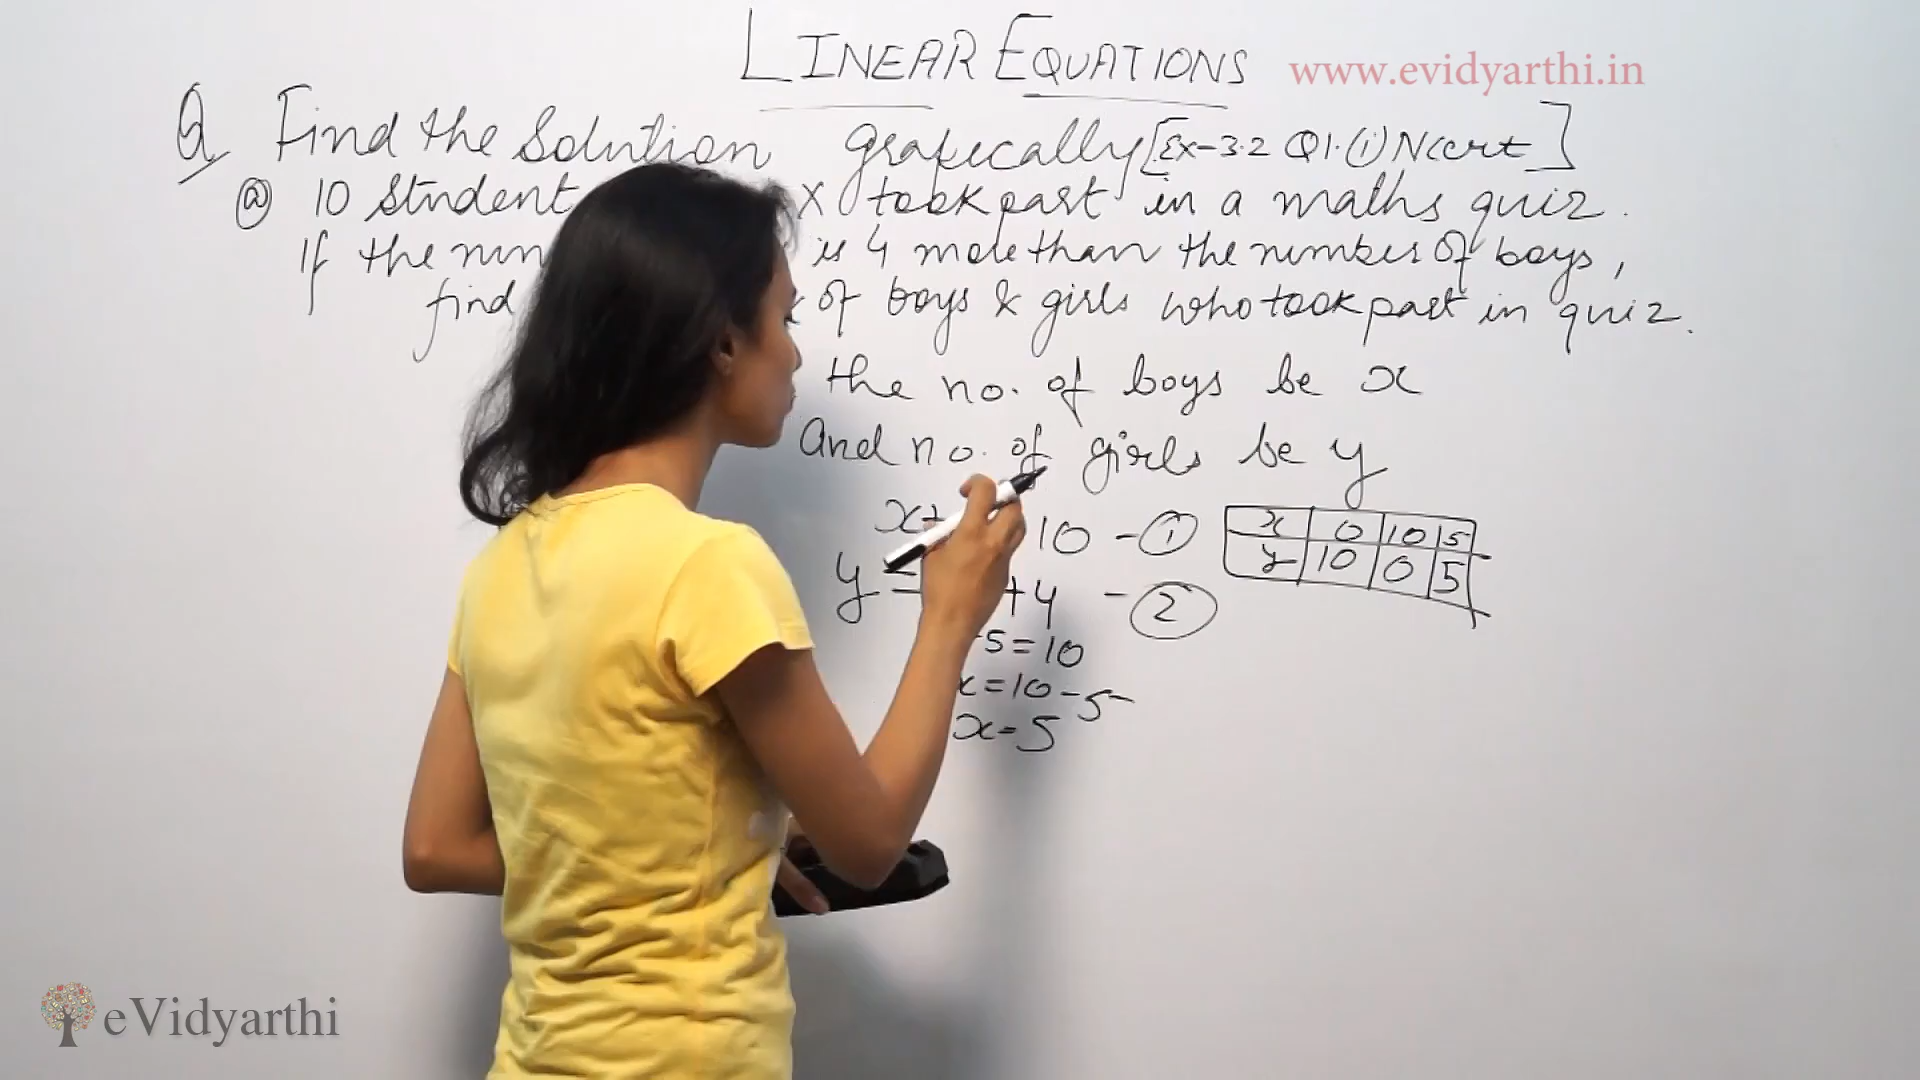 LINEAR EQUATIONS www.evidyarthi.in
Q Find the Solution grafically [Ex-3.2 Q1.(i) Ncert]
(a) 10 Student X took part in a maths quiz.
If the num is 4 more than the number of boys,
find of boys & girls who took part in quiz.
the no. of boys be x
And no. of girls be y
x+ 10 - (1)
y = +4 - (2)
x 0 10 5
y 10 0 5
5=10
x=10-5
x=5
eVidyarthi